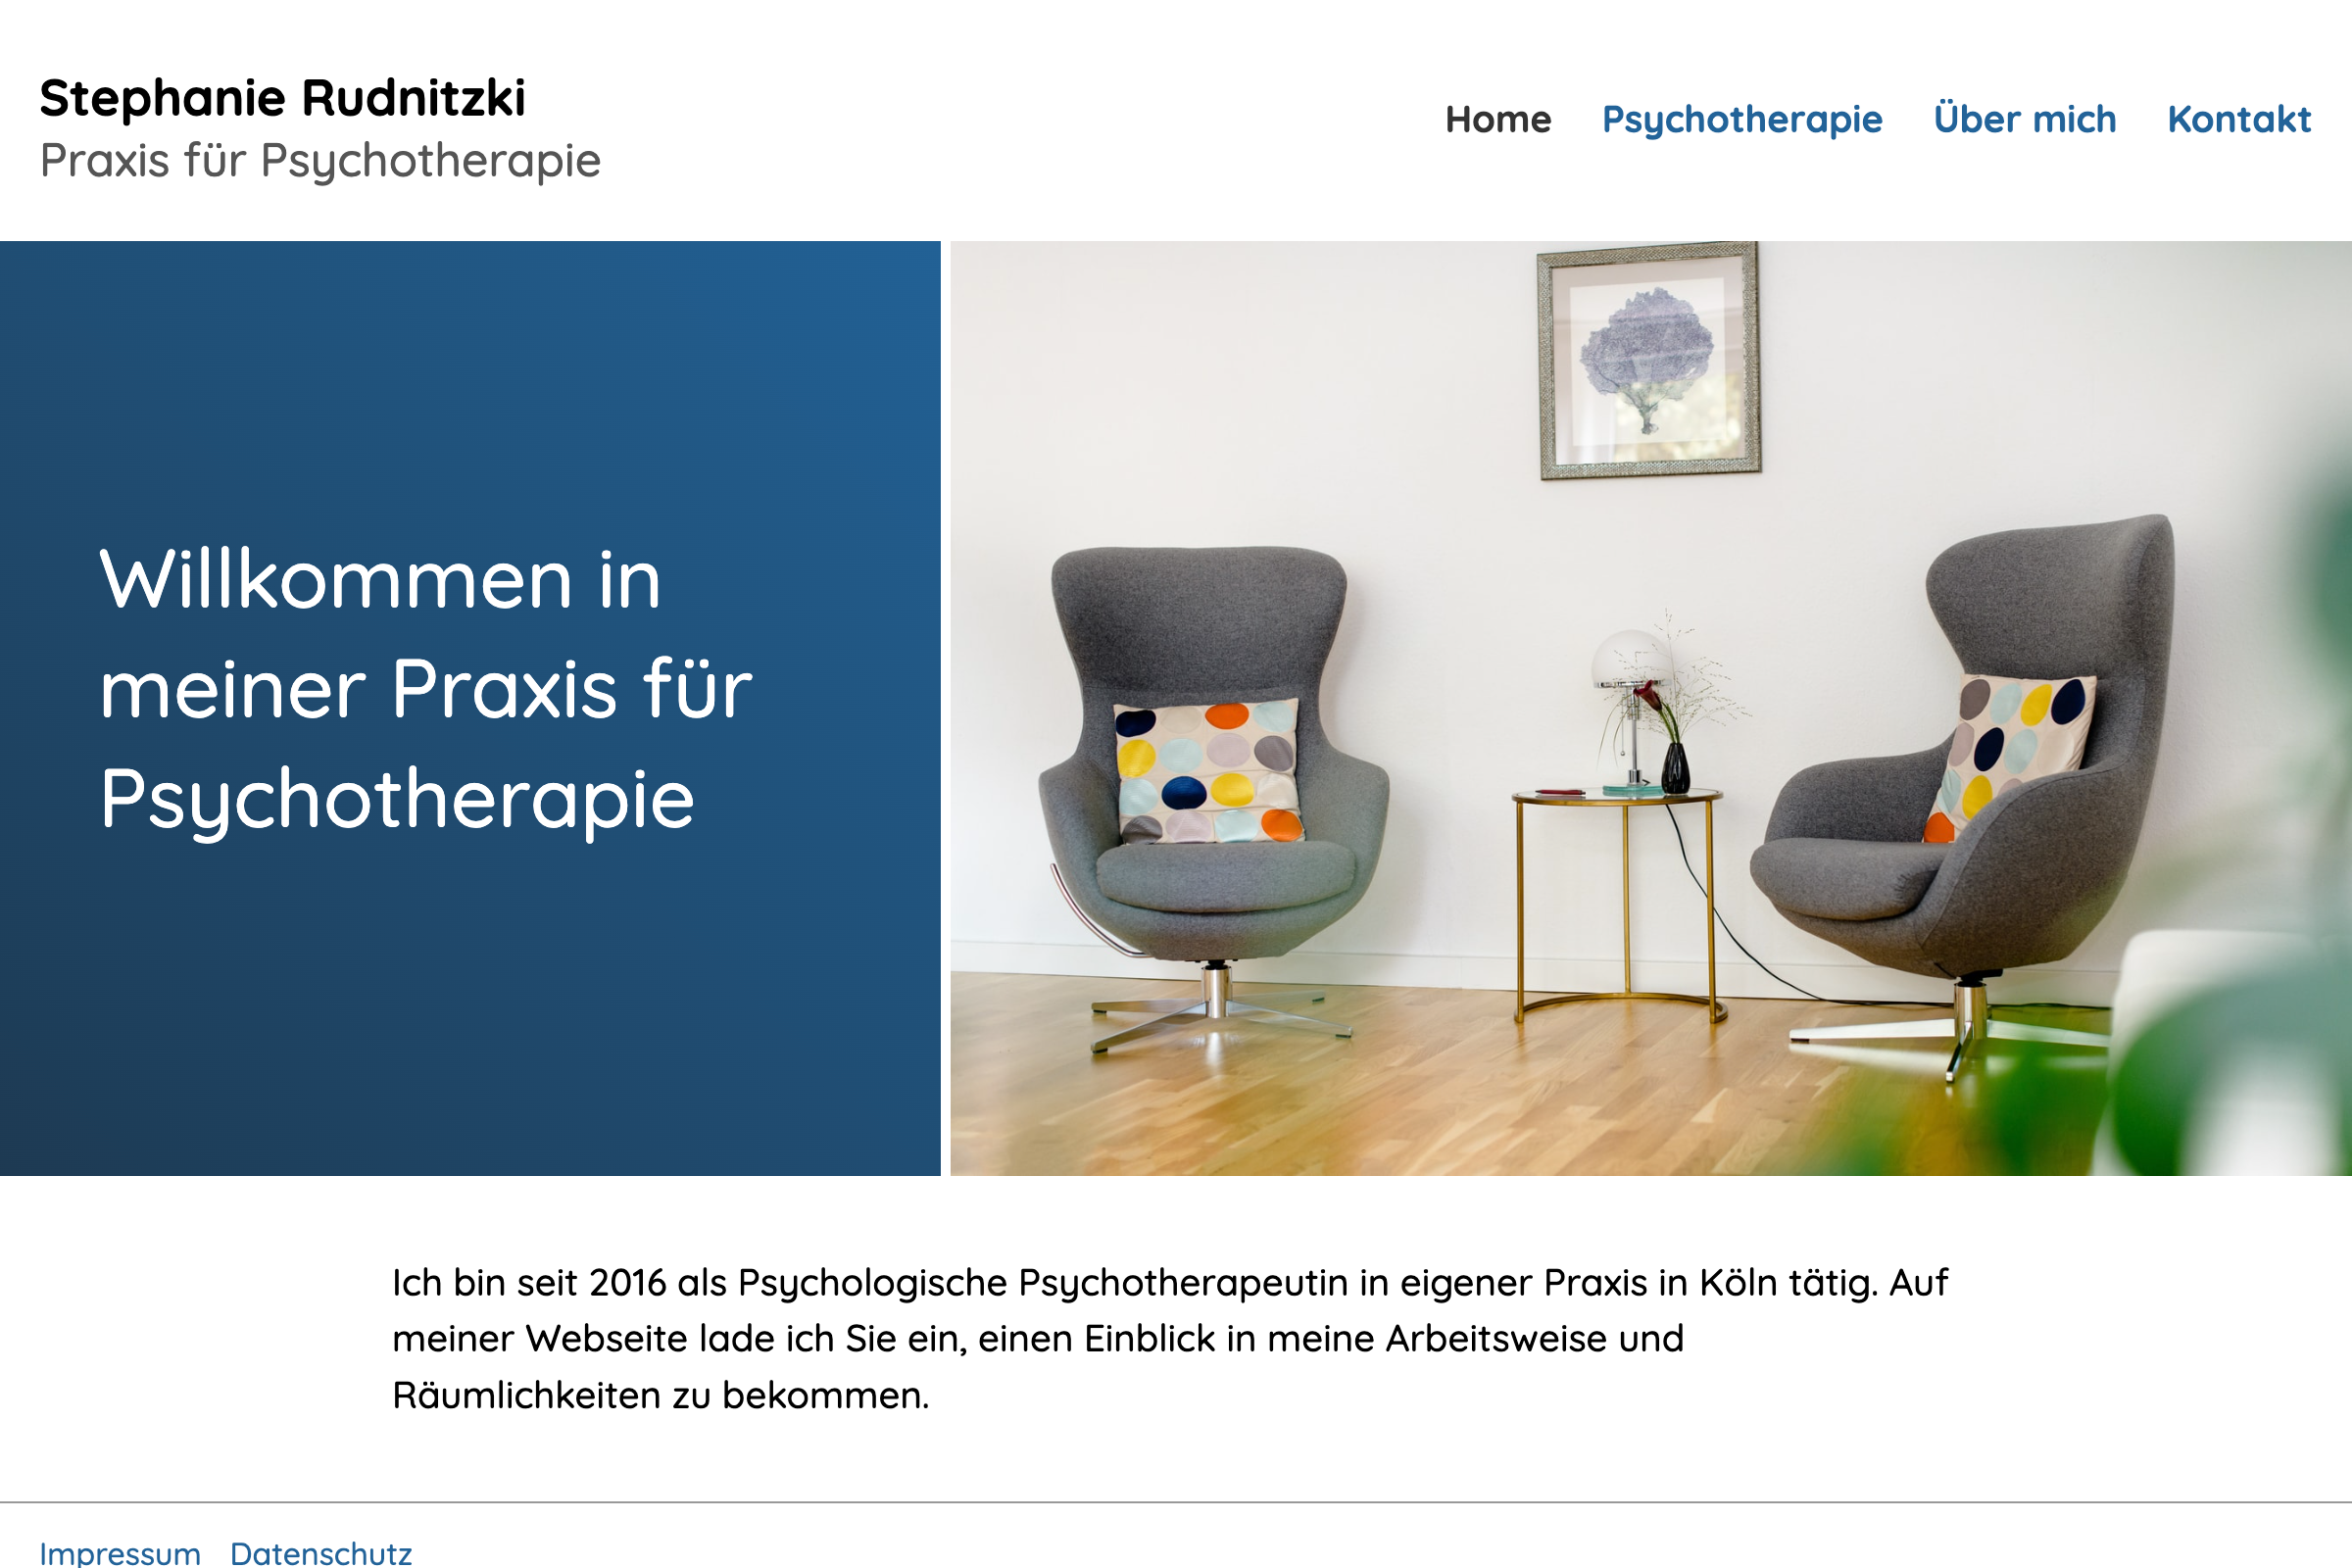 Stephanie Rudnitzki
Praxis für Psychotherapie
Home Psychotherapie Über mich Kontakt
Willkommen in
meiner Praxis für
Psychotherapie
Ich bin seit 2016 als Psychologische Psychotherapeutin in eigener Praxis in Köln tätig. Auf
meiner Webseite lade ich Sie ein, einen Einblick in meine Arbeitsweise und
Räumlichkeiten zu bekommen.
Impressum Datenschutz